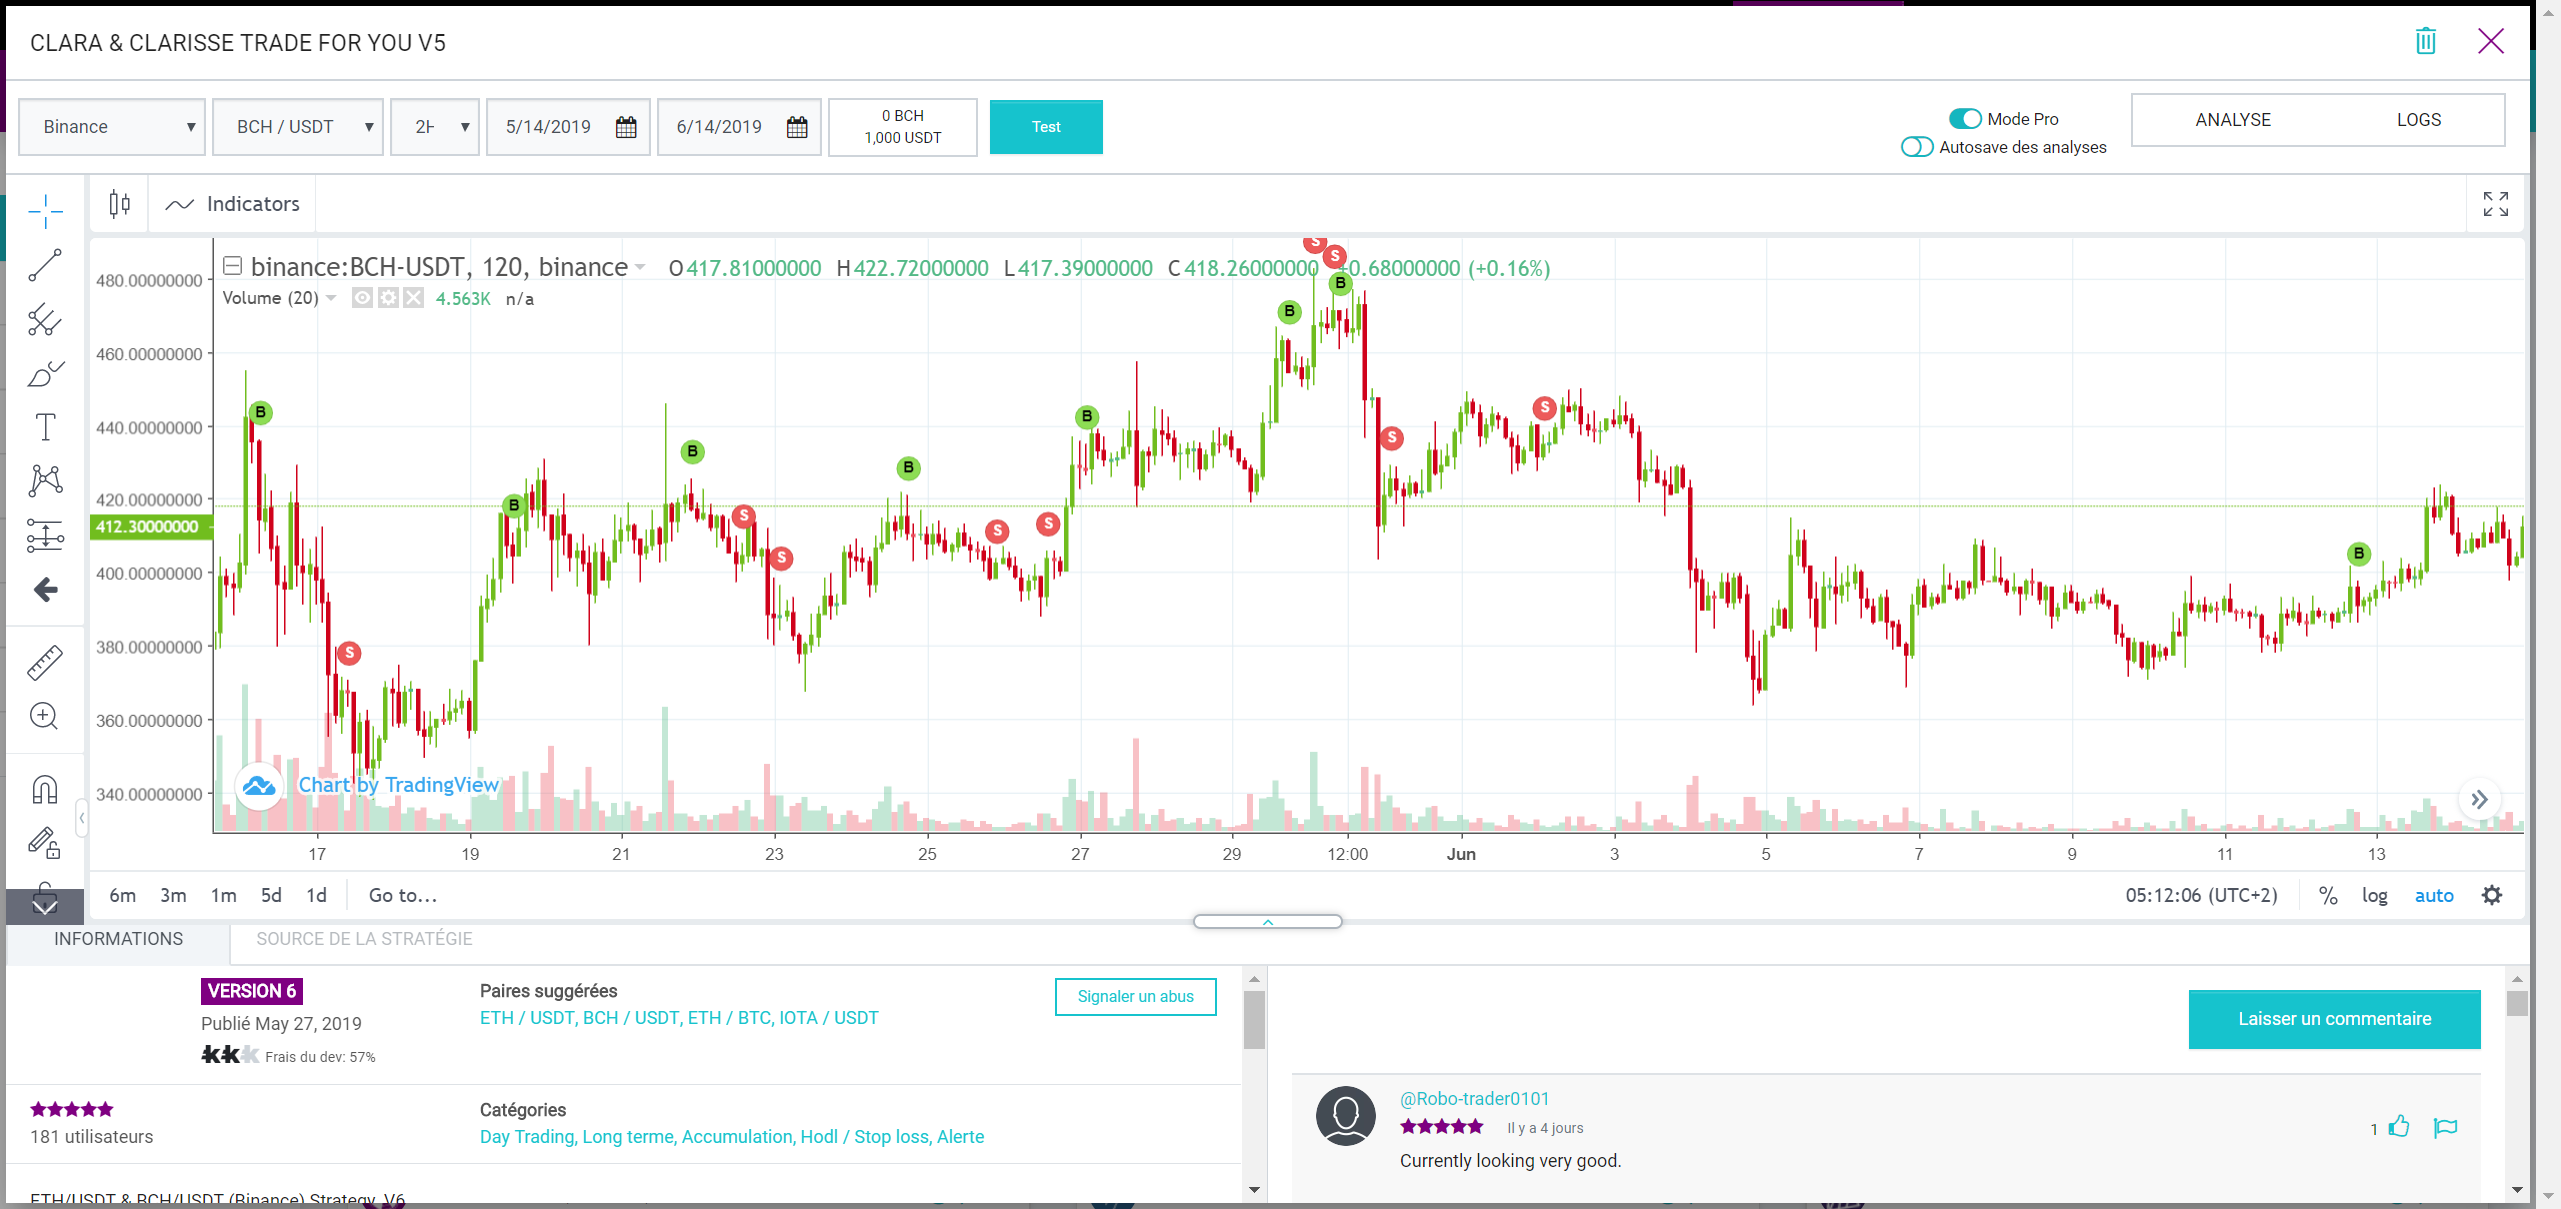 CLARA & CLARISSE TRADE FOR YOU V5
Binance
BCH / USDT
2H
5/14/2019
6/14/2019
0 BCH
1,000 USDT
Test
Mode Pro
Autosave des analyses
ANALYSE
LOGS
Indicators
binance:BCH-USDT, 120, binance O417.81000000 H422.72000000 L417.39000000 C418.26000000 +0.68000000 (+0.16%)
Volume (20) 4.563K n/a
480.00000000
460.00000000
440.00000000
420.00000000
412.30000000
400.00000000
380.00000000
360.00000000
340.00000000
S
S
B
B
B
B
S
S
B
B
B
S
B
S
S
S
B
S
Chart by TradingView
17 19 21 23 25 27 29 12:00 Jun 3 5 7 9 11 13
6m 3m 1m 5d 1d Go to...
05:12:06 (UTC+2) % log auto
INFORMATIONS
SOURCE DE LA STRATÉGIE
VERSION 6
Publié May 27, 2019
Frais du dev: 57%
Paires suggérées
ETH / USDT, BCH / USDT, ETH / BTC, IOTA / USDT
Signaler un abus
181 utilisateurs
Catégories
Day Trading, Long terme, Accumulation, Hodl / Stop loss, Alerte
ETH/USDT & BCH/USDT (Binance) Strategy V6
Laisser un commentaire
@Robo-trader0101
Il y a 4 jours
1
Currently looking very good.